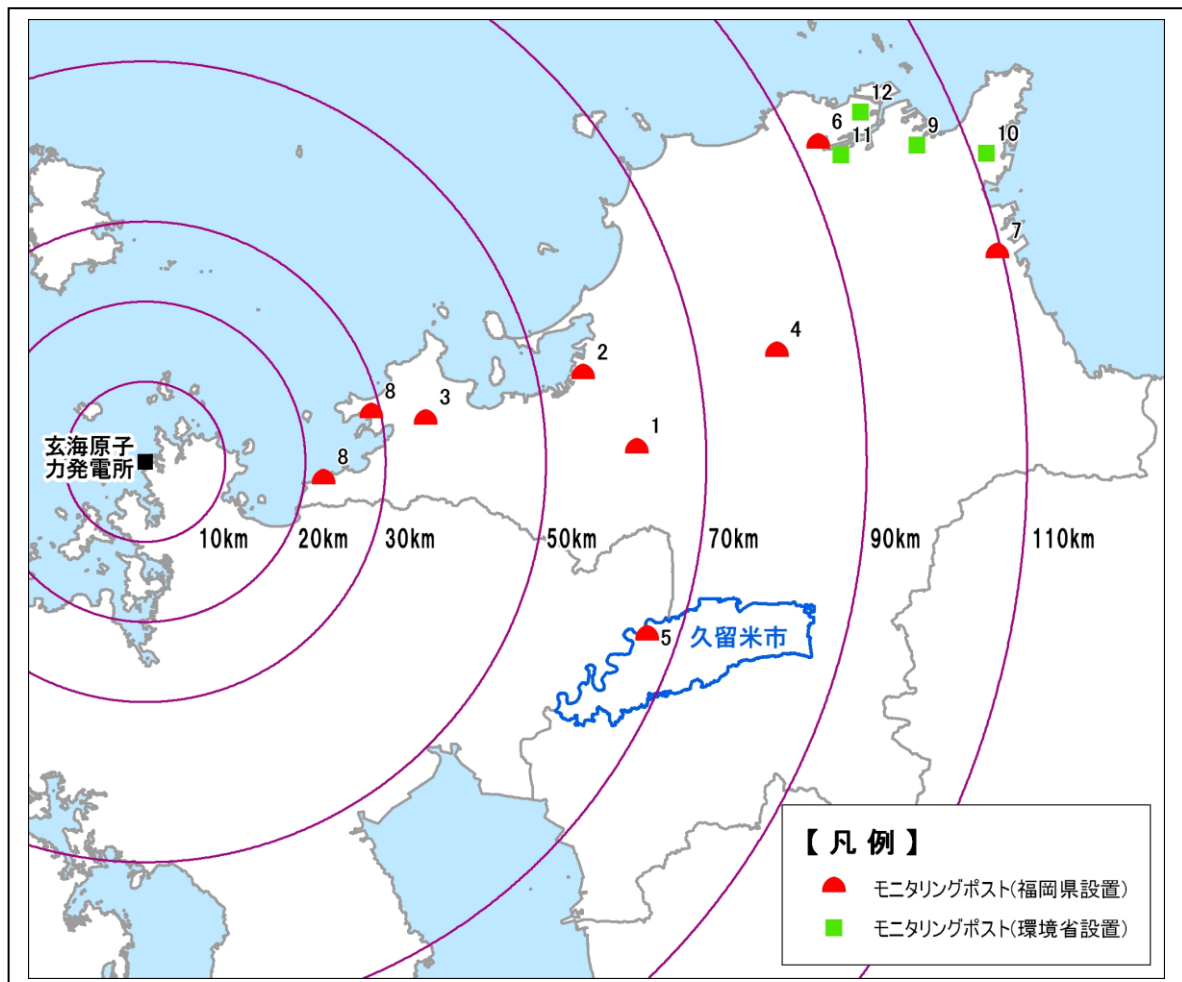 12
6
9
11
10
7
4
2
8
3
1
玄海原子
力発電所
8
10km
20km
30km
50km
70km
90km
110km
5
久留米市
【 凡 例 】
モニタリングポスト(福岡県設置)
モニタリングポスト(環境省設置)